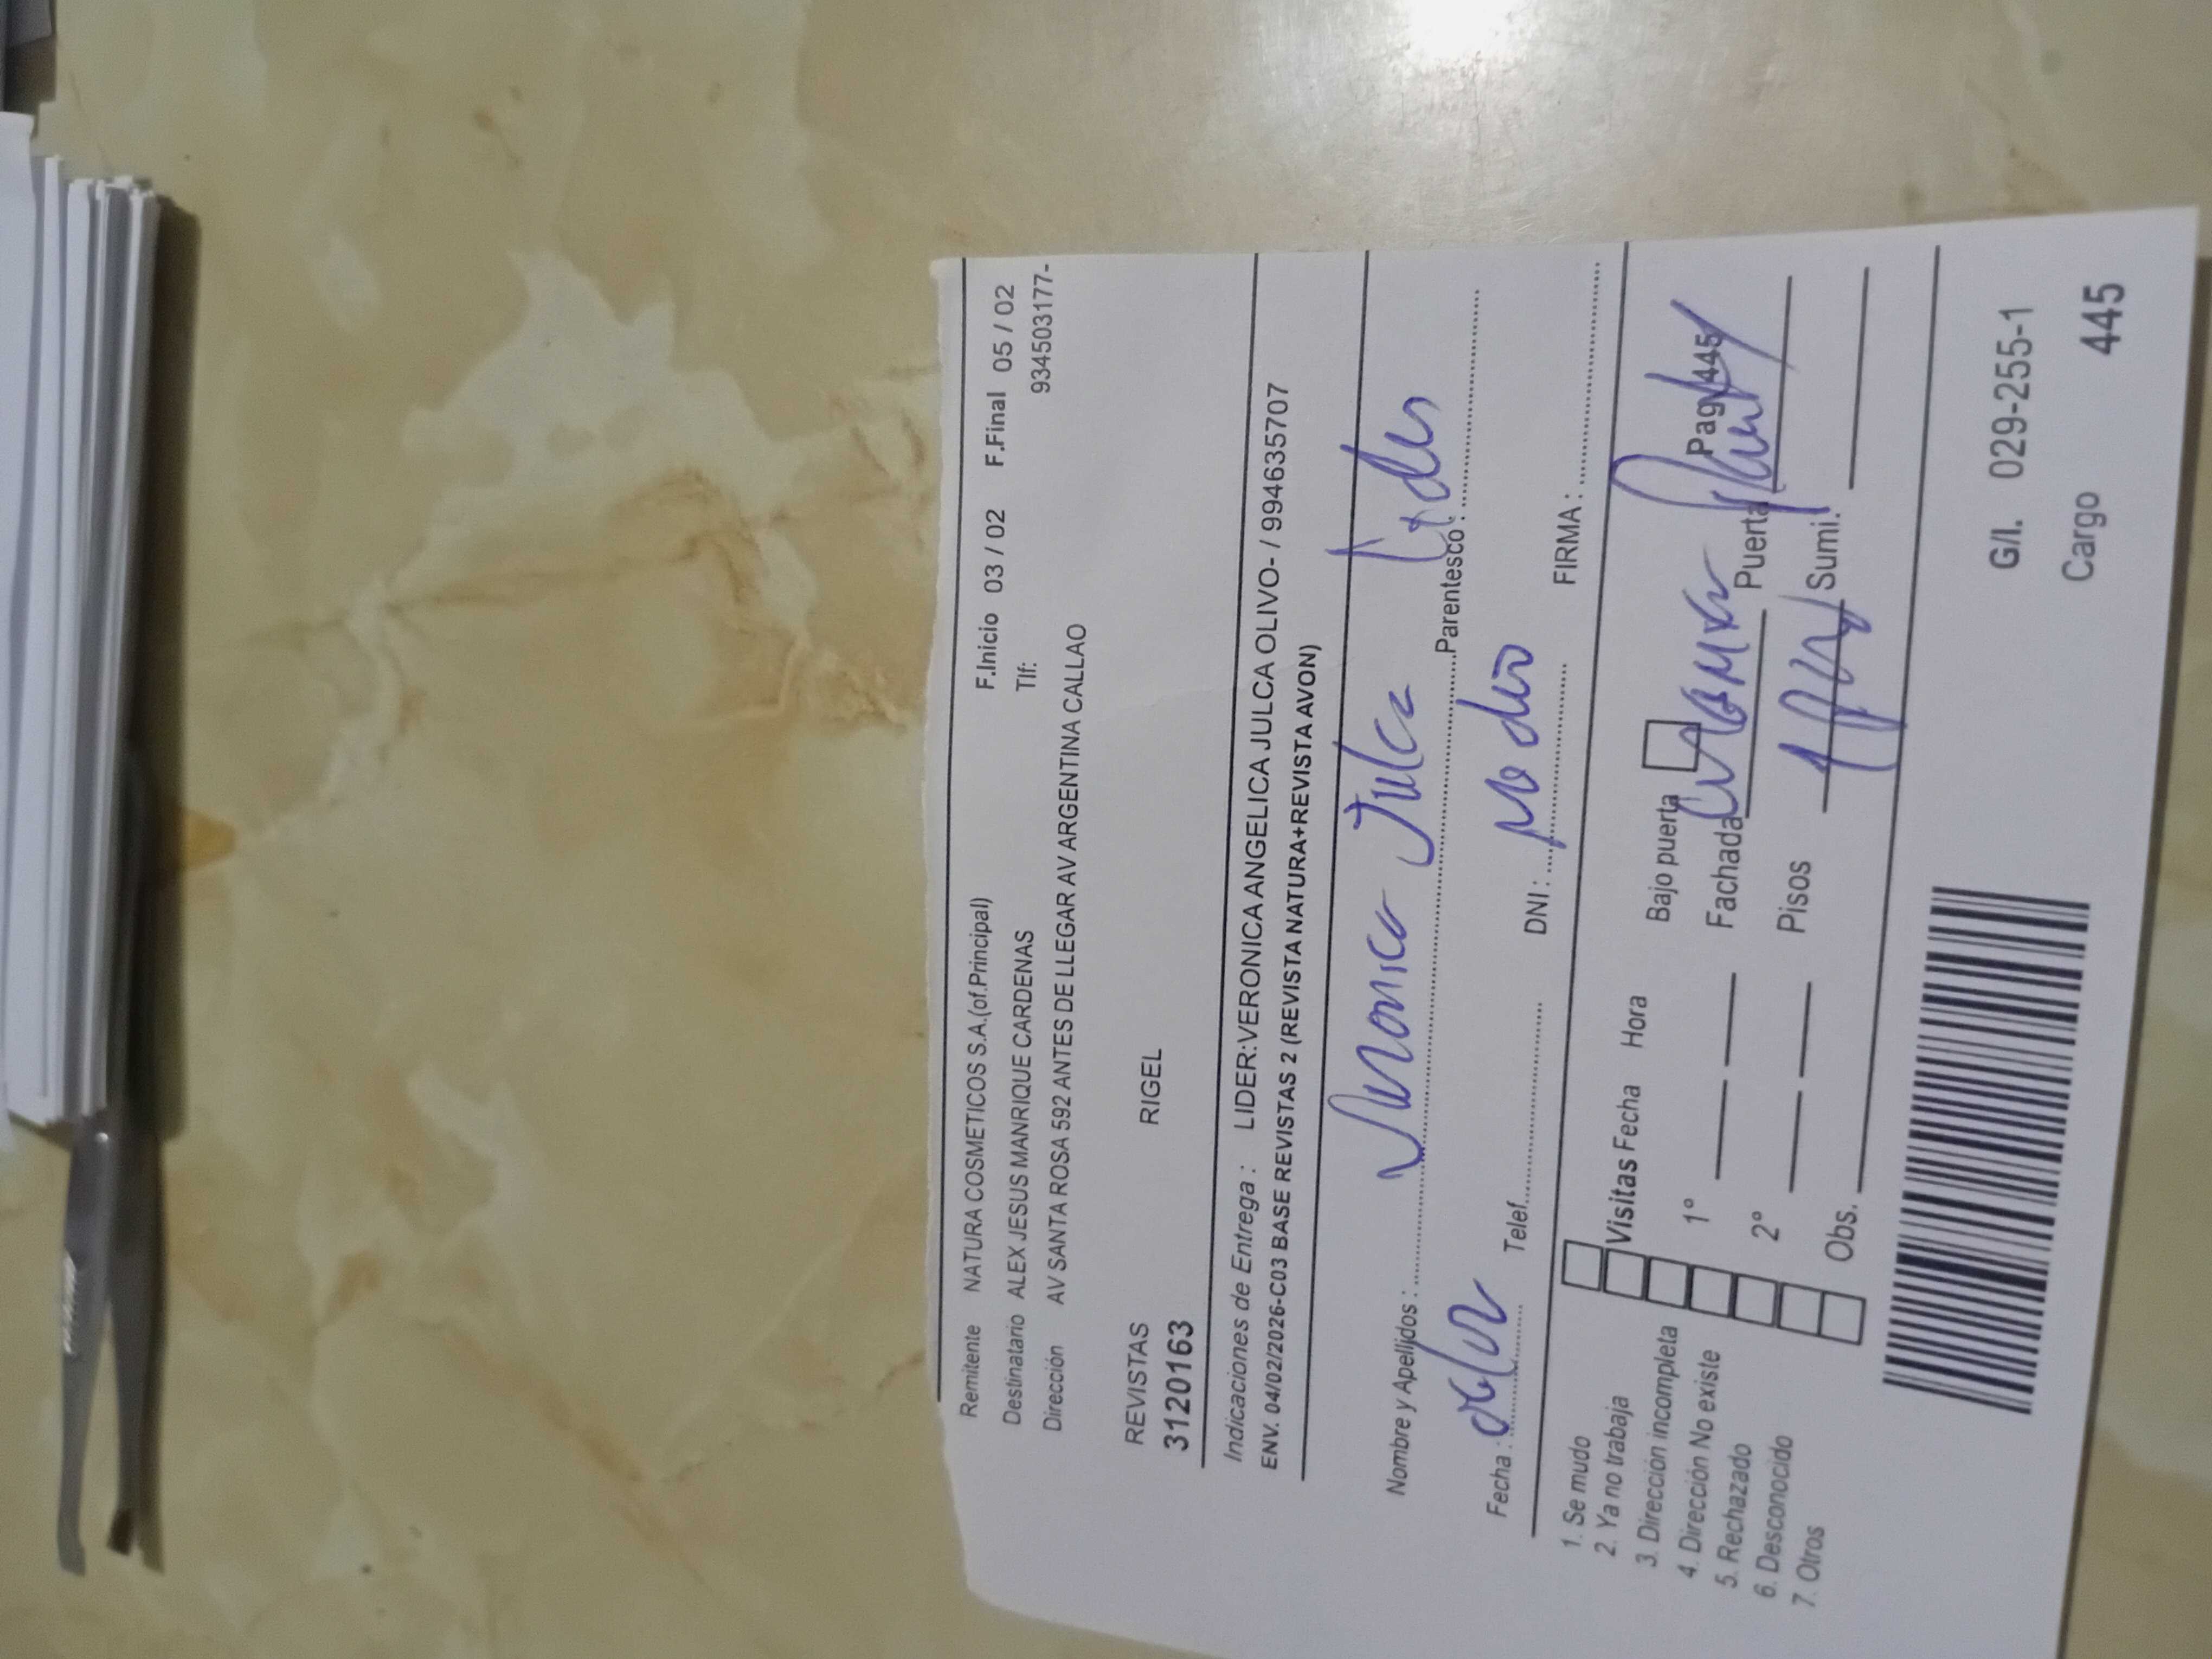 Remitente NATURA COSMETICOS S.A.(of.Principal) F.Inicio 03 / 02 F.Final 05 / 02
Destinatario ALEX JESUS MANRIQUE CARDENAS Tlf: 934503177-
Dirección AV SANTA ROSA 592 ANTES DE LLEGAR AV ARGENTINA CALLAO
REVISTAS RIGEL
3120163
Indicaciones de Entrega : LIDER:VERONICA ANGELICA JULCA OLIVO- / 994635707
ENV. 04/02/2026-C03 BASE REVISTAS 2 (REVISTA NATURA+REVISTA AVON)
Nombre y Apellidos : Veronica Julca Parentesco :
Fecha : Telef. DNI : No dio FIRMA :
1. Se mudo
2. Ya no trabaja
3. Dirección incompleta
4. Dirección No existe
5. Rechazado
6. Desconocido
7. Otros
Visitas Fecha Hora Bajo puerta Pag 445
1° Fachada Puerta
2° Pisos Sumi.
Obs.
G/I. 029-255-1
Cargo 445